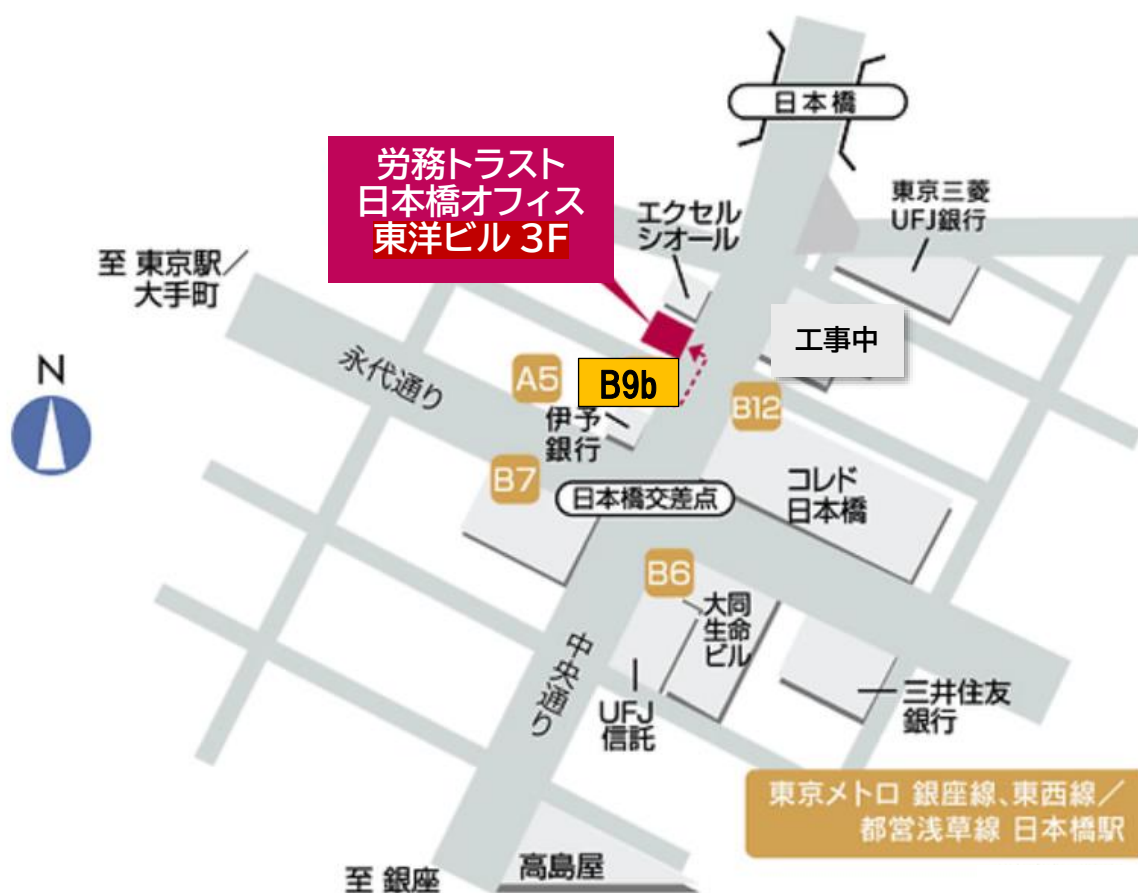 日本橋
労務トラスト
日本橋オフィス
東洋ビル 3F
エクセル
シオール
東京三菱
UFJ銀行
至 東京駅／
大手町
工事中
N
永代通り
A5
B9b
B12
伊予
銀行
B7
日本橋交差点
コレド
日本橋
B6
大同
生命
ビル
中央通り
UFJ
信託
三井住友
銀行
東京メトロ 銀座線、東西線／
都営浅草線 日本橋駅
高島屋
至 銀座